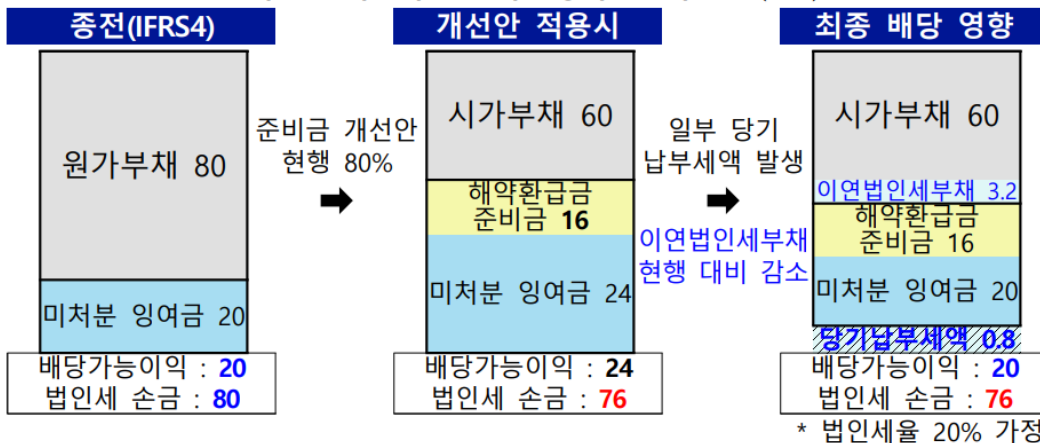 종전(IFRS4)
원가부채 80
미처분 잉여금 20
배당가능이익 : 20
법인세 손금 : 80
준비금 개선안
현행 80%
개선안 적용시
시가부채 60
해약환급금
준비금 16
미처분 잉여금 24
배당가능이익 : 24
법인세 손금 : 76
일부 당기
납부세액 발생
이연법인세부채
현행 대비 감소
최종 배당 영향
시가부채 60
이연법인세부채 3.2
해약환급금
준비금 16
미처분 잉여금 20
당기납부세액 0.8
배당가능이익 : 20
법인세 손금 : 76
* 법인세율 20% 가정